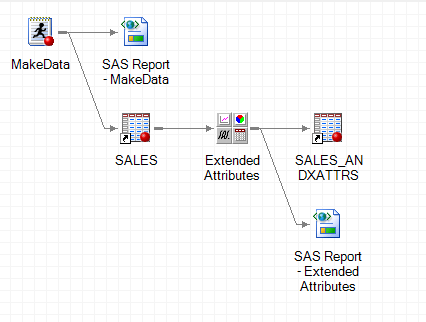 MakeData
SAS Report
- MakeData
SALES
Extended
Attributes
SALES_AN
DXATTRS
SAS Report
- Extended
Attributes